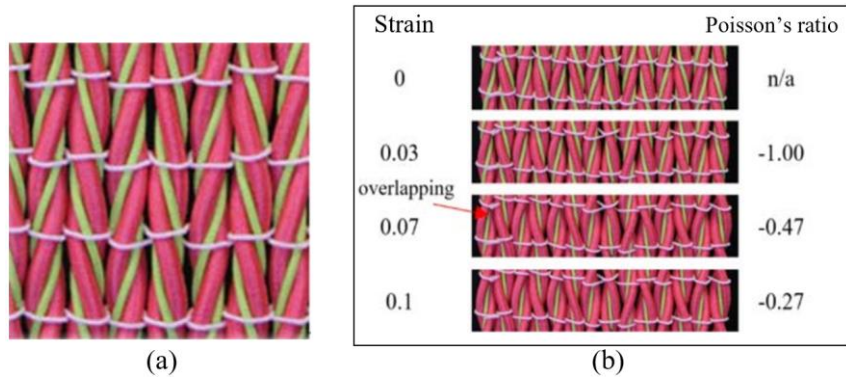 Strain Poisson's ratio
0 n/a
0.03 -1.00
overlapping
0.07 -0.47
0.1 -0.27
(a) (b)